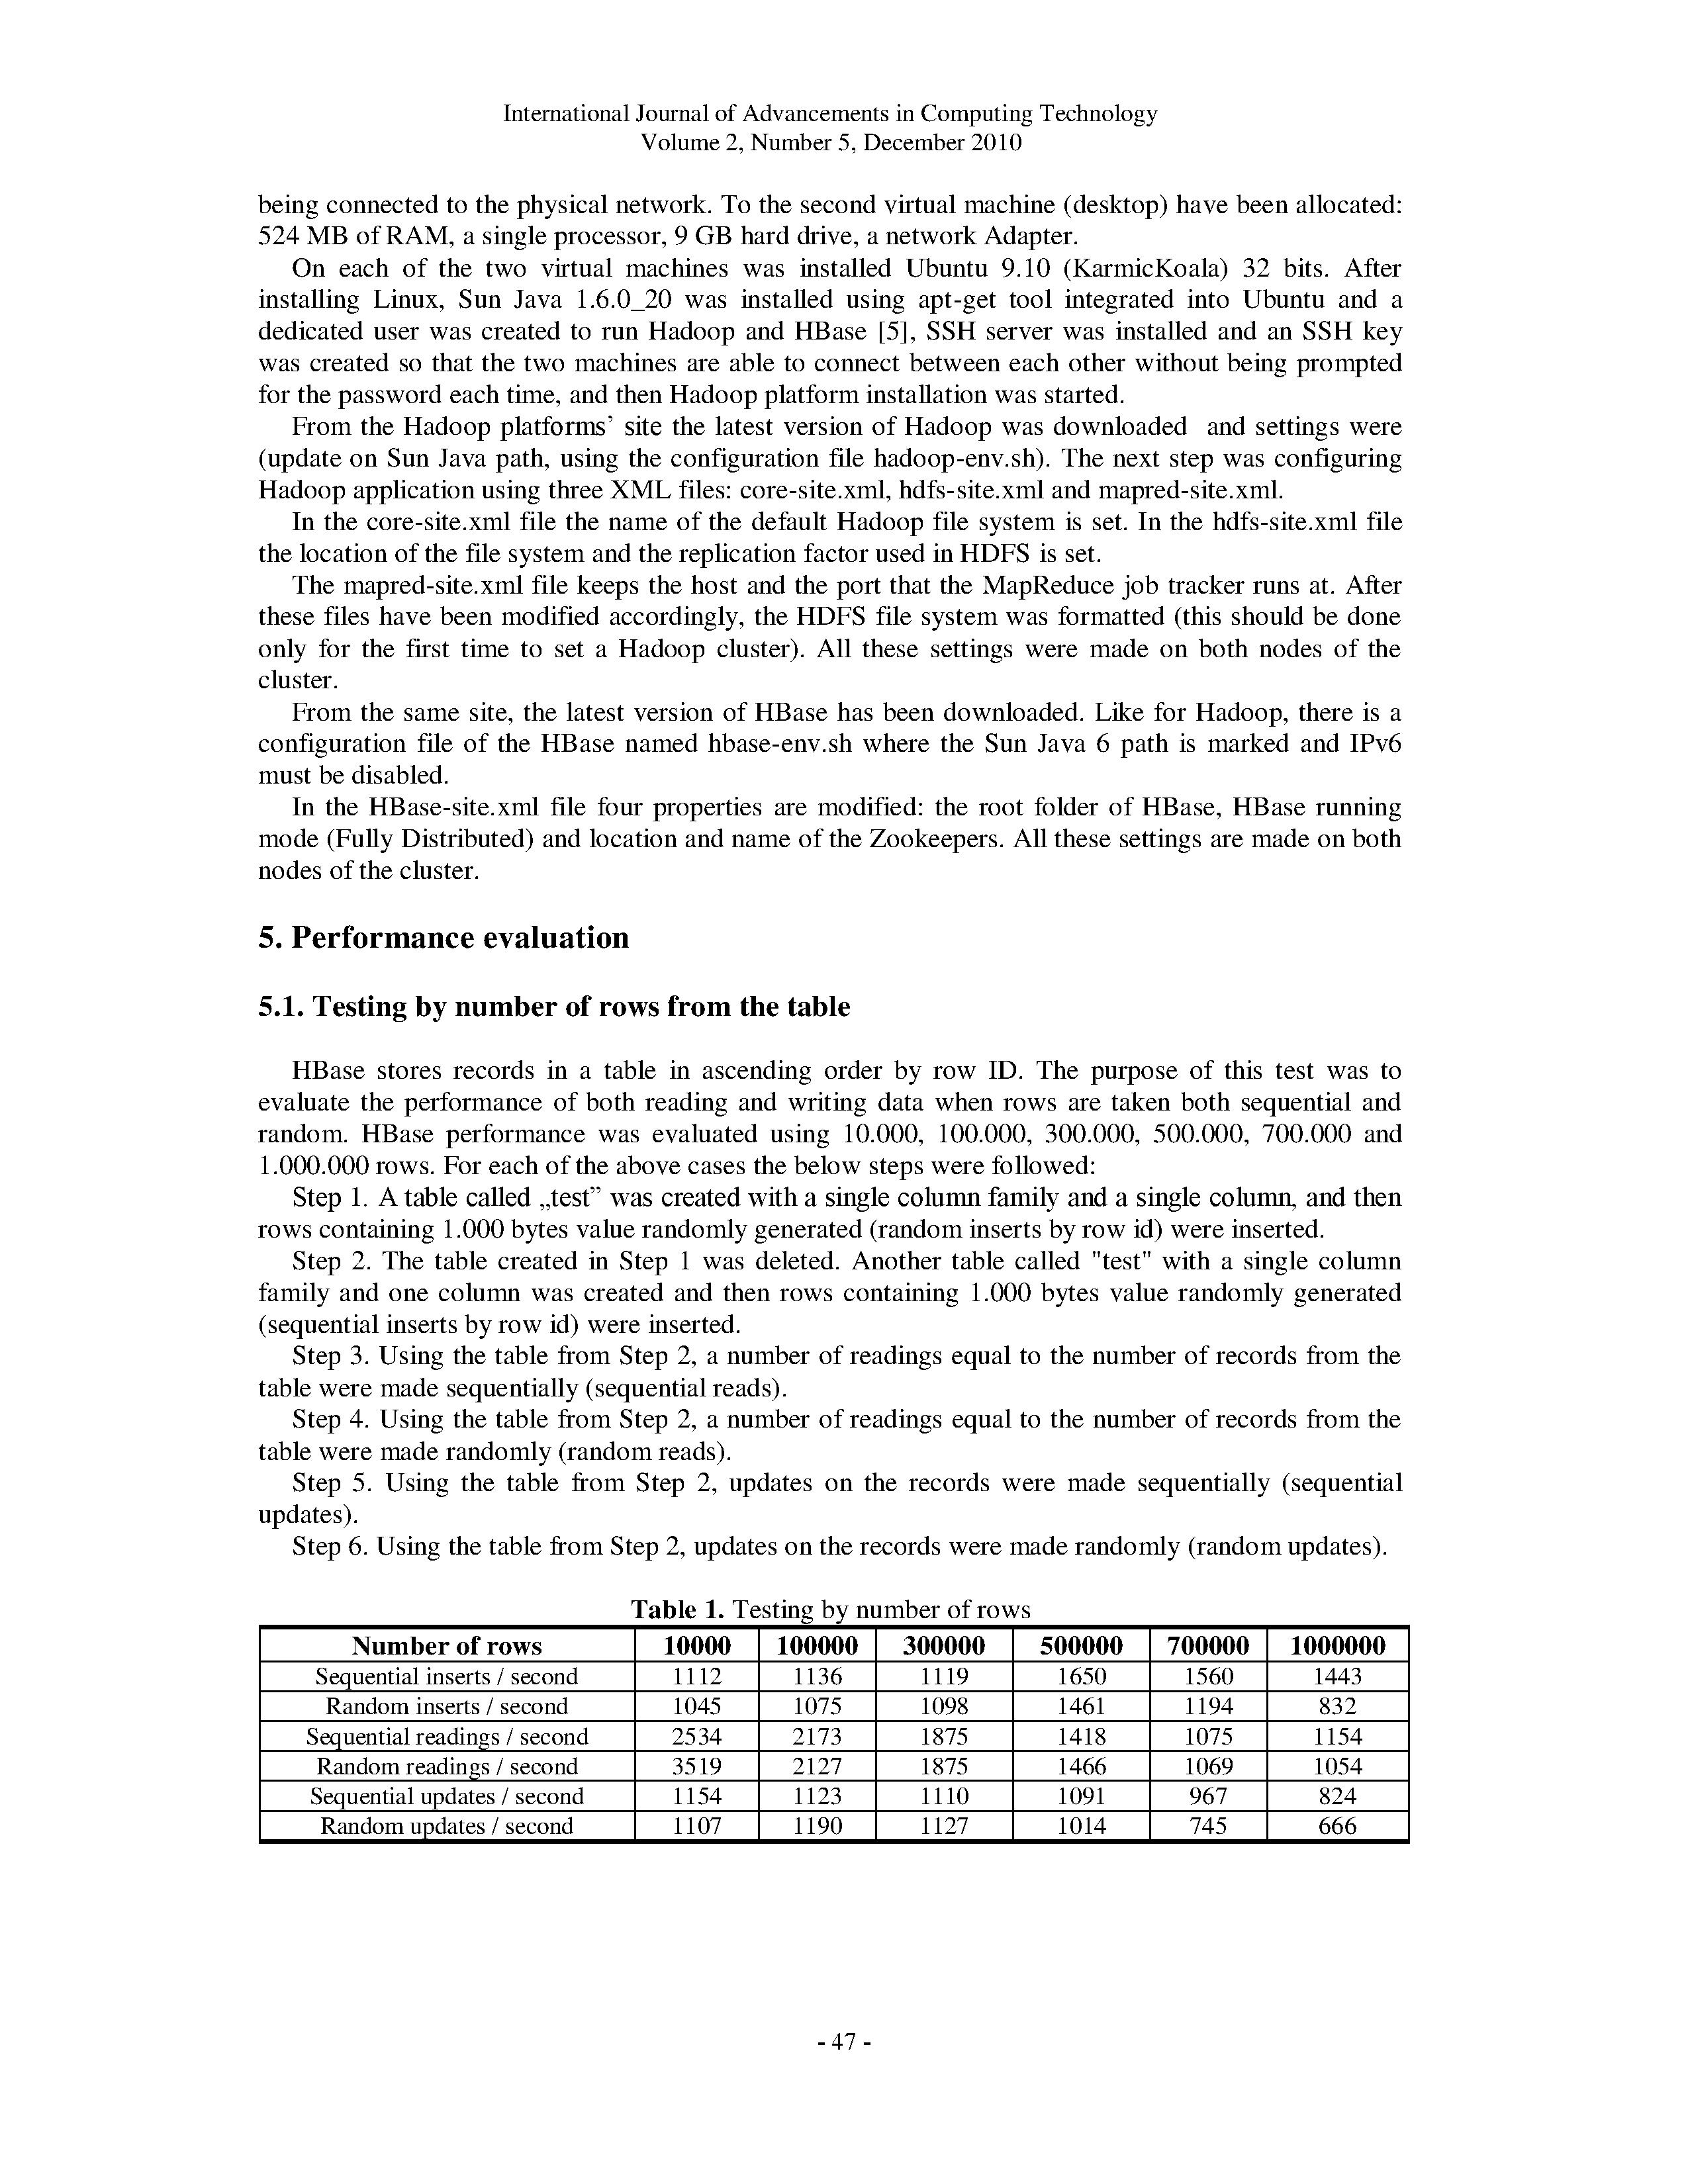 International Journal of Advancements in Computing Technology
Volume 2, Number 5, December 2010
being connected to the physical network. To the second virtual machine (desktop) have been allocated:
524 MB of RAM, a single processor, 9 GB hard drive, a network Adapter.
On each of the two virtual machines was installed Ubuntu 9.10 (KarmicKoala) 32 bits. After
installing Linux, Sun Java 1.6.0_20 was installed using apt-get tool integrated into Ubuntu and a
dedicated user was created to run Hadoop and HBase [5], SSH server was installed and an SSH key
was created so that the two machines are able to connect between each other without being prompted
for the password each time, and then Hadoop platform installation was started.
From the Hadoop platforms’ site the latest version of Hadoop was downloaded and settings were
(update on Sun Java path, using the configuration file hadoop-env.sh). The next step was configuring
Hadoop application using three XML files: core-site.xml, hdfs-site.xml and mapred-site.xml.
In the core-site.xml file the name of the default Hadoop file system is set. In the hdfs-site.xml file
the location of the file system and the replication factor used in HDFS is set.
The mapred-site.xml file keeps the host and the port that the MapReduce job tracker runs at. After
these files have been modified accordingly, the HDFS file system was formatted (this should be done
only for the first time to set a Hadoop cluster). All these settings were made on both nodes of the
cluster.
From the same site, the latest version of HBase has been downloaded. Like for Hadoop, there is a
configuration file of the HBase named hbase-env.sh where the Sun Java 6 path is marked and IPv6
must be disabled.
In the HBase-site.xml file four properties are modified: the root folder of HBase, HBase running
mode (Fully Distributed) and location and name of the Zookeepers. All these settings are made on both
nodes of the cluster.
5. Performance evaluation
5.1. Testing by number of rows from the table
HBase stores records in a table in ascending order by row ID. The purpose of this test was to
evaluate the performance of both reading and writing data when rows are taken both sequential and
random. HBase performance was evaluated using 10.000, 100.000, 300.000, 500.000, 700.000 and
1.000.000 rows. For each of the above cases the below steps were followed:
Step 1. A table called „test” was created with a single column family and a single column, and then
rows containing 1.000 bytes value randomly generated (random inserts by row id) were inserted.
Step 2. The table created in Step 1 was deleted. Another table called "test" with a single column
family and one column was created and then rows containing 1.000 bytes value randomly generated
(sequential inserts by row id) were inserted.
Step 3. Using the table from Step 2, a number of readings equal to the number of records from the
table were made sequentially (sequential reads).
Step 4. Using the table from Step 2, a number of readings equal to the number of records from the
table were made randomly (random reads).
Step 5. Using the table from Step 2, updates on the records were made sequentially (sequential
updates).
Step 6. Using the table from Step 2, updates on the records were made randomly (random updates).
Table 1. Testing by number of rows
Number of rows 10000 100000 300000 500000 700000 1000000
Sequential inserts / second 1112 1136 1119 1650 1560 1443
Random inserts / second 1045 1075 1098 1461 1194 832
Sequential readings / second 2534 2173 1875 1418 1075 1154
Random readings / second 3519 2127 1875 1466 1069 1054
Sequential updates / second 1154 1123 1110 1091 967 824
Random updates / second 1107 1190 1127 1014 745 666
- 47 -